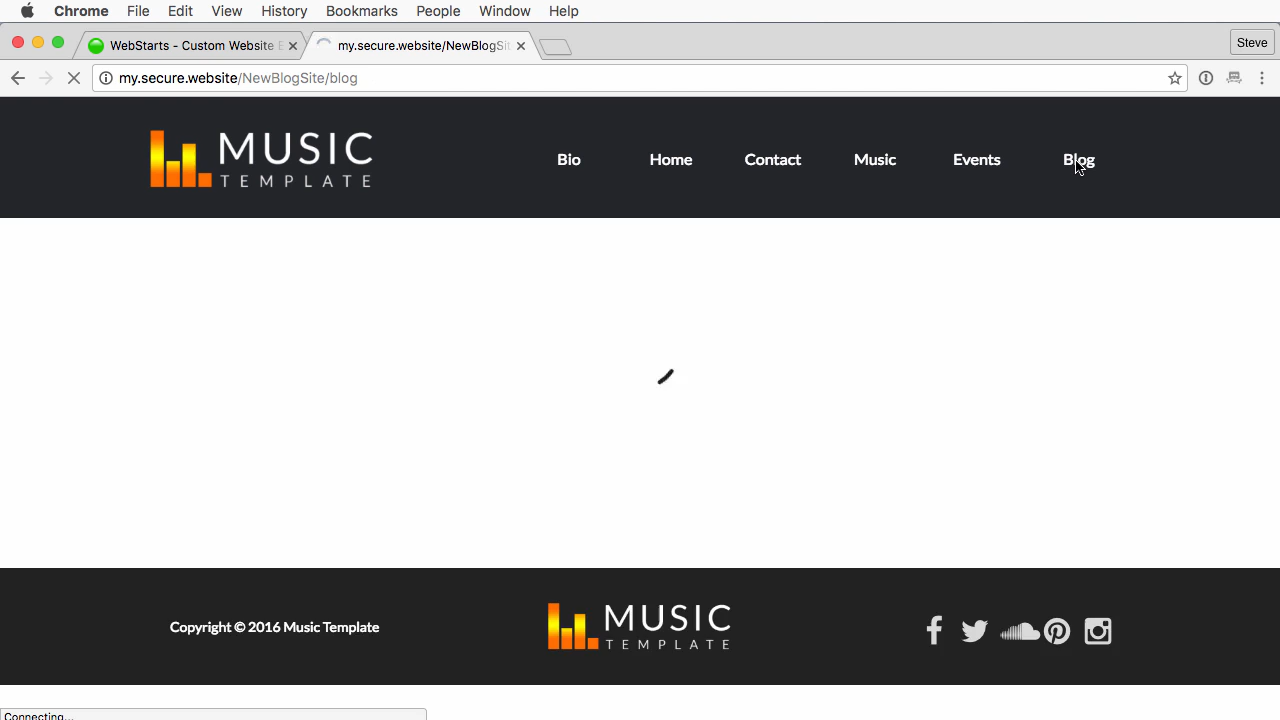 Chrome File Edit View History Bookmarks People Window Help
WebStarts - Custom Website E
my.secure.website/NewBlogSit
Steve
my.secure.website/NewBlogSite/blog
MUSIC
TEMPLATE
Bio Home Contact Music Events Blog
Copyright © 2016 Music Template
MUSIC
TEMPLATE
Connecting...